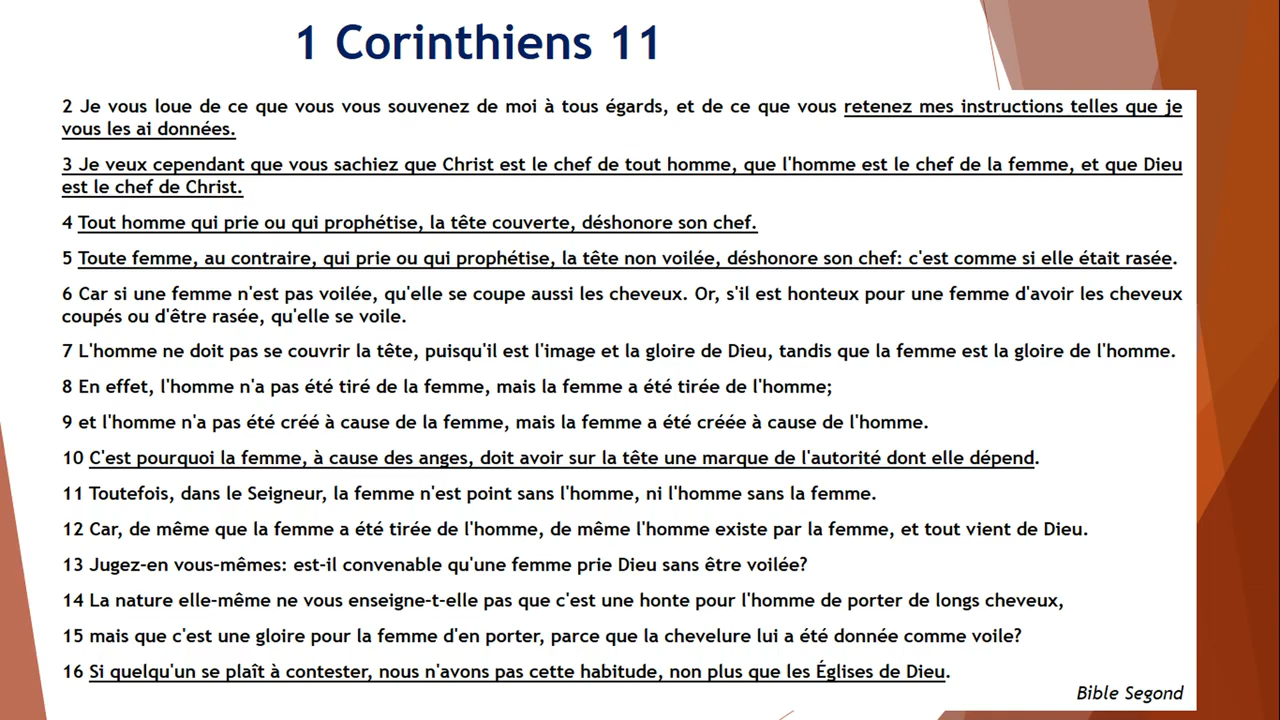 1 Corinthiens 11
2 Je vous loue de ce que vous vous souvenez de moi à tous égards, et de ce que vous retenez mes instructions telles que je
vous les ai données.
3 Je veux cependant que vous sachiez que Christ est le chef de tout homme, que l'homme est le chef de la femme, et que Dieu
est le chef de Christ.
4 Tout homme qui prie ou qui prophétise, la tête couverte, déshonore son chef.
5 Toute femme, au contraire, qui prie ou qui prophétise, la tête non voilée, déshonore son chef: c'est comme si elle était rasée.
6 Car si une femme n'est pas voilée, qu'elle se coupe aussi les cheveux. Or, s'il est honteux pour une femme d'avoir les cheveux
coupés ou d'être rasée, qu'elle se voile.
7 L'homme ne doit pas se couvrir la tête, puisqu'il est l'image et la gloire de Dieu, tandis que la femme est la gloire de l'homme.
8 En effet, l'homme n'a pas été tiré de la femme, mais la femme a été tirée de l'homme;
9 et l'homme n'a pas été créé à cause de la femme, mais la femme a été créée à cause de l'homme.
10 C'est pourquoi la femme, à cause des anges, doit avoir sur la tête une marque de l'autorité dont elle dépend.
11 Toutefois, dans le Seigneur, la femme n'est point sans l'homme, ni l'homme sans la femme.
12 Car, de même que la femme a été tirée de l'homme, de même l'homme existe par la femme, et tout vient de Dieu.
13 Jugez-en vous-mêmes: est-il convenable qu'une femme prie Dieu sans être voilée?
14 La nature elle-même ne vous enseigne-t-elle pas que c'est une honte pour l'homme de porter de longs cheveux,
15 mais que c'est une gloire pour la femme d'en porter, parce que la chevelure lui a été donnée comme voile?
16 Si quelqu'un se plaît à contester, nous n'avons pas cette habitude, non plus que les Églises de Dieu.
Bible Segond